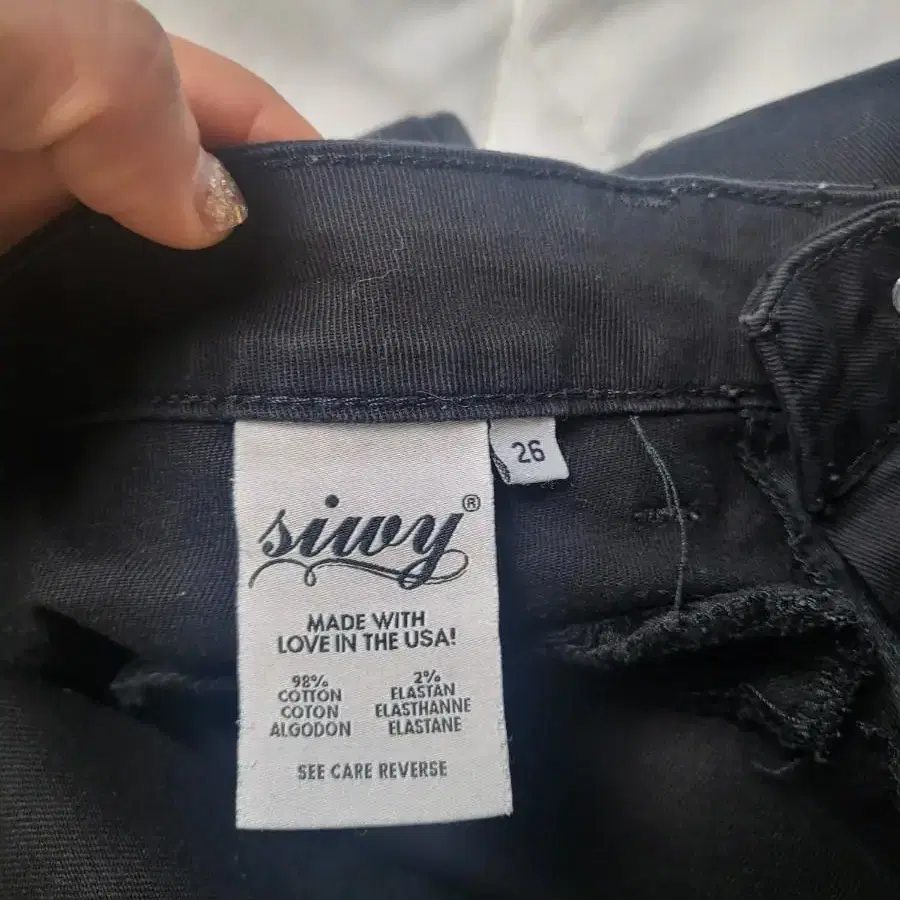 26
siwy®
MADE WITH
LOVE IN THE USA!
98%
COTTON
COTON
ALGODON
2%
ELASTAN
ELASTHANNE
ELASTANE
SEE CARE REVERSE